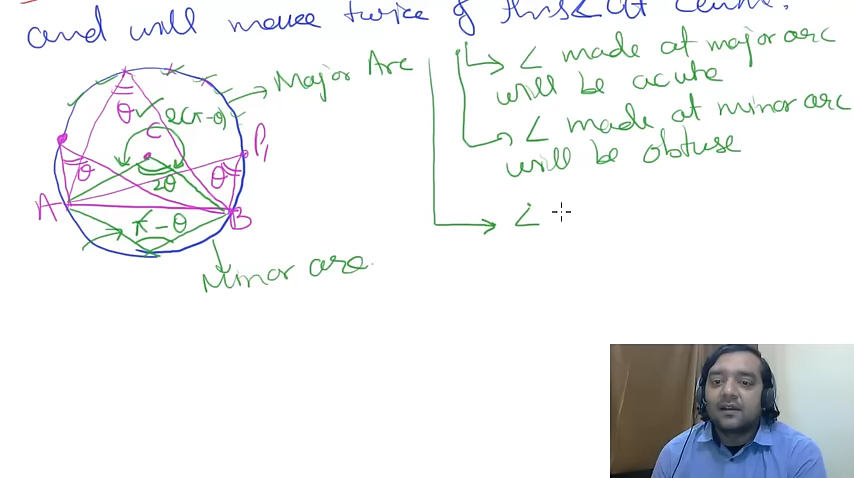 and will make twice of this ∠ at centre.
∠ made at major arc
will be acute
∠ made at minor arc
will be obtuse
∠
Major Arc
θ
2(π-θ)
C
P₁
θ
θ
2θ
A
B
π - θ
Minor arc